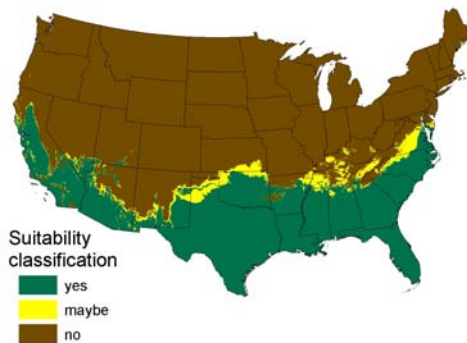 Suitability
classification
yes
maybe
no